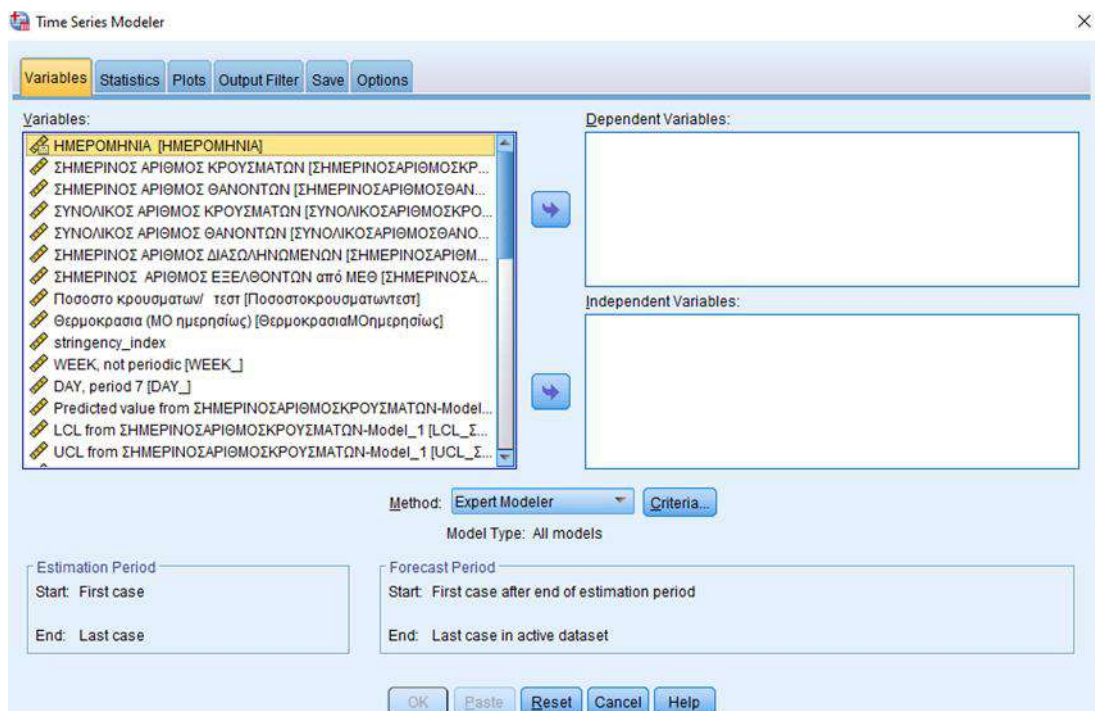 Time Series Modeler
Variables Statistics Plots Output Filter Save Options
Variables:
ΗΜΕΡΟΜΗΝΙΑ [ΗΜΕΡΟΜΗΝΙΑ]
ΣΗΜΕΡΙΝΟΣ ΑΡΙΘΜΟΣ ΚΡΟΥΣΜΑΤΩΝ [ΣΗΜΕΡΙΝΟΣΑΡΙΘΜΟΣΚΡ...
ΣΗΜΕΡΙΝΟΣ ΑΡΙΘΜΟΣ ΘΑΝΟΝΤΩΝ [ΣΗΜΕΡΙΝΟΣΑΡΙΘΜΟΣΘΑΝ...
ΣΥΝΟΛΙΚΟΣ ΑΡΙΘΜΟΣ ΚΡΟΥΣΜΑΤΩΝ [ΣΥΝΟΛΙΚΟΣΑΡΙΘΜΟΣΚΡΟ...
ΣΥΝΟΛΙΚΟΣ ΑΡΙΘΜΟΣ ΘΑΝΟΝΤΩΝ [ΣΥΝΟΛΙΚΟΣΑΡΙΘΜΟΣΘΑΝΟ...
ΣΗΜΕΡΙΝΟΣ ΑΡΙΘΜΟΣ ΔΙΑΣΩΛΗΝΩΜΕΝΩΝ [ΣΗΜΕΡΙΝΟΣΑΡΙΘΜ...
ΣΗΜΕΡΙΝΟΣ ΑΡΙΘΜΟΣ ΕΞΕΛΘΟΝΤΩΝ από ΜΕΘ [ΣΗΜΕΡΙΝΟΣΑ...
Ποσοστο κρουσματων/ τεστ [Ποσοστοκρουσματωντεστ]
Θερμοκρασια (ΜΟ ημερησίως) [ΘερμοκρασιαΜΟημερησίως]
stringency_index
WEEK, not periodic [WEEK_]
DAY, period 7 [DAY_]
Predicted value from ΣΗΜΕΡΙΝΟΣΑΡΙΘΜΟΣΚΡΟΥΣΜΑΤΩΝ-Model...
LCL from ΣΗΜΕΡΙΝΟΣΑΡΙΘΜΟΣΚΡΟΥΣΜΑΤΩΝ-Model_1 [LCL_Σ...
UCL from ΣΗΜΕΡΙΝΟΣΑΡΙΘΜΟΣΚΡΟΥΣΜΑΤΩΝ-Model_1 [UCL_Σ...
Dependent Variables:
Independent Variables:
Method: Expert Modeler Criteria...
Model Type: All models
Estimation Period
Start: First case
End: Last case
Forecast Period
Start: First case after end of estimation period
End: Last case in active dataset
OK Paste Reset Cancel Help